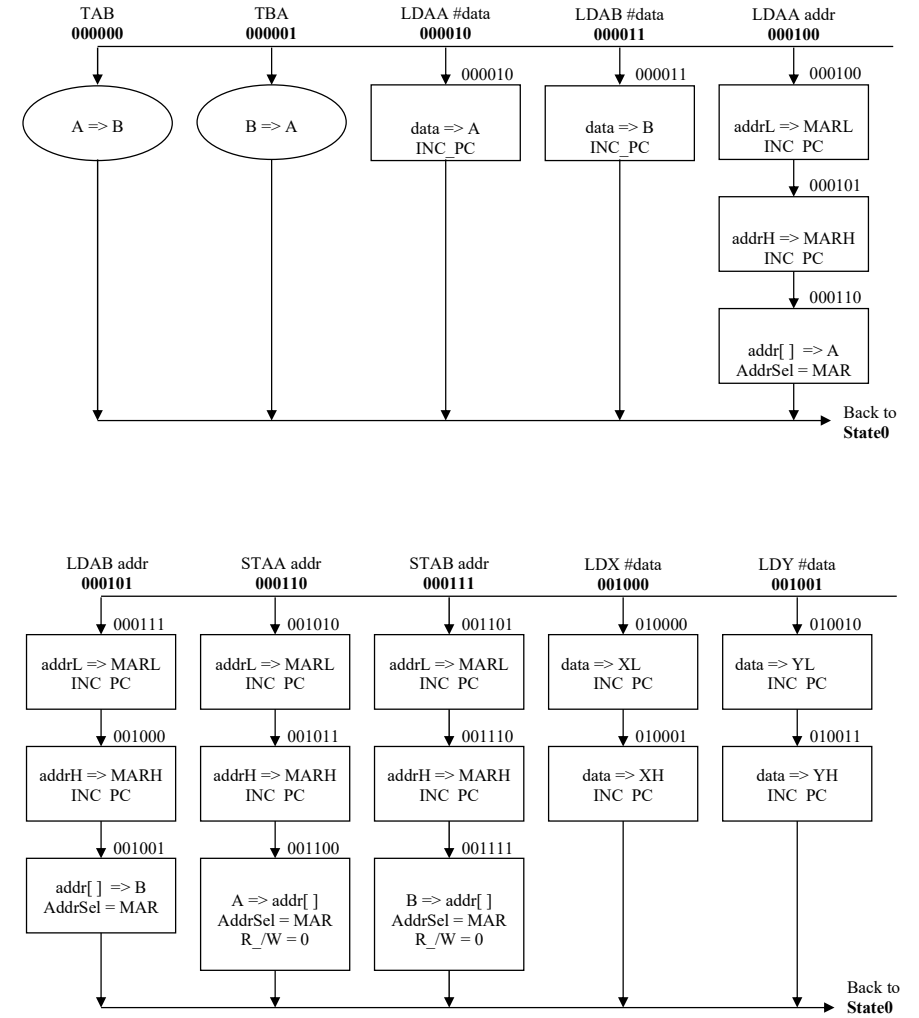 TAB
000000
TBA
000001
LDAA #data
000010
LDAB #data
000011
LDAA addr
000100
000010
000011
000100
A => B
B => A
data => A
INC_PC
data => B
INC_PC
addrL => MARL
INC PC
000101
addrH => MARH
INC PC
000110
addr[ ] => A
AddrSel = MAR
Back to
State0
LDAB addr
000101
STAA addr
000110
STAB addr
000111
LDX #data
001000
LDY #data
001001
000111
001010
001101
010000
010010
addrL => MARL
INC PC
addrL => MARL
INC PC
addrL => MARL
INC PC
data => XL
INC PC
data => YL
INC PC
001000
001011
001110
010001
010011
addrH => MARH
INC PC
addrH => MARH
INC PC
addrH => MARH
INC PC
data => XH
INC PC
data => YH
INC PC
001001
001100
001111
addr[ ] => B
AddrSel = MAR
A => addr[ ]
AddrSel = MAR
R_/W = 0
B => addr[ ]
AddrSel = MAR
R_/W = 0
Back to
State0